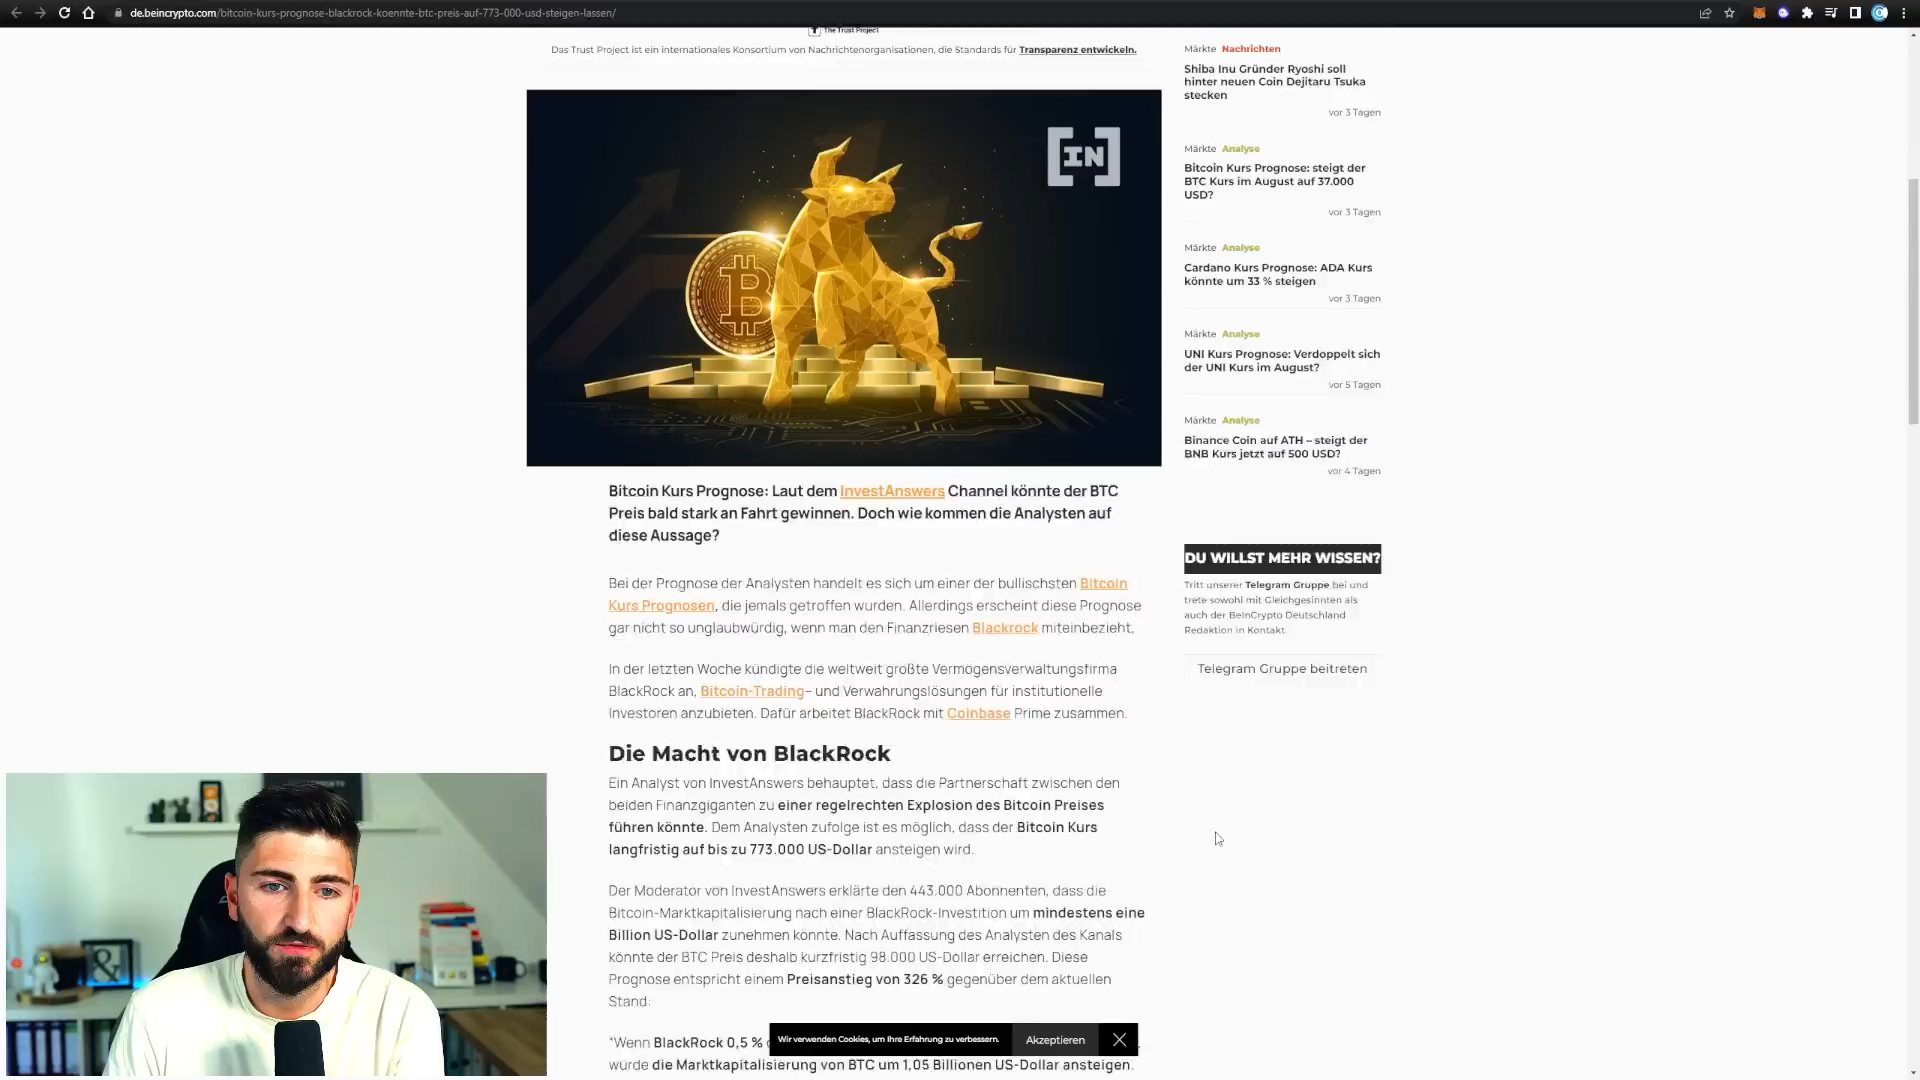 de.beincrypto.com/bitcoin-kurs-prognose-blackrock-koennte-btc-preis-auf-773-000-usd-steigen-lassen/
The Trust Project
Das Trust Project ist ein internationales Konsortium von Nachrichtenorganisationen, die Standards für Transparenz entwickeln.
IN
Bitcoin Kurs Prognose: Laut dem InvestAnswers Channel könnte der BTC
Preis bald stark an Fahrt gewinnen. Doch wie kommen die Analysten auf
diese Aussage?
Bei der Prognose der Analysten handelt es sich um einer der bullischsten Bitcoin
Kurs Prognosen, die jemals getroffen wurden. Allerdings erscheint diese Prognose
gar nicht so unglaubwürdig, wenn man den Finanzriesen Blackrock miteinbezieht.
In der letzten Woche kündigte die weltweit größte Vermögensverwaltungsfirma
BlackRock an, Bitcoin-Trading– und Verwahrungslösungen für institutionelle
Investoren anzubieten. Dafür arbeitet BlackRock mit Coinbase Prime zusammen.
Die Macht von BlackRock
Ein Analyst von InvestAnswers behauptet, dass die Partnerschaft zwischen den
beiden Finanzgiganten zu einer regelrechten Explosion des Bitcoin Preises
führen könnte. Dem Analysten zufolge ist es möglich, dass der Bitcoin Kurs
langfristig auf bis zu 773.000 US-Dollar ansteigen wird.
Der Moderator von InvestAnswers erklärte den 443.000 Abonnenten, dass die
Bitcoin-Marktkapitalisierung nach einer BlackRock-Investition um mindestens eine
Billion US-Dollar zunehmen könnte. Nach Auffassung des Analysten des Kanals
könnte der BTC Preis deshalb kurzfristig 98.000 US-Dollar erreichen. Diese
Prognose entspricht einem Preisanstieg von 326 % gegenüber dem aktuellen
Stand:
"Wenn BlackRock 0,5 %
würde die Marktkapitalisierung von BTC um 1,05 Billionen US-Dollar ansteigen.
Wir verwenden Cookies, um Ihre Erfahrung zu verbessern.
Akzeptieren
Märkte Nachrichten
Shiba Inu Gründer Ryoshi soll
hinter neuen Coin Dejitaru Tsuka
stecken
vor 3 Tagen
Märkte Analyse
Bitcoin Kurs Prognose: steigt der
BTC Kurs im August auf 37.000
USD?
vor 3 Tagen
Märkte Analyse
Cardano Kurs Prognose: ADA Kurs
könnte um 33 % steigen
vor 3 Tagen
Märkte Analyse
UNI Kurs Prognose: Verdoppelt sich
der UNI Kurs im August?
vor 5 Tagen
Märkte Analyse
Binance Coin auf ATH – steigt der
BNB Kurs jetzt auf 500 USD?
vor 4 Tagen
DU WILLST MEHR WISSEN?
Tritt unserer Telegram Gruppe bei und
trete sowohl mit Gleichgesinnten als
auch der BeInCrypto Deutschland
Redaktion in Kontakt.
Telegram Gruppe beitreten
&